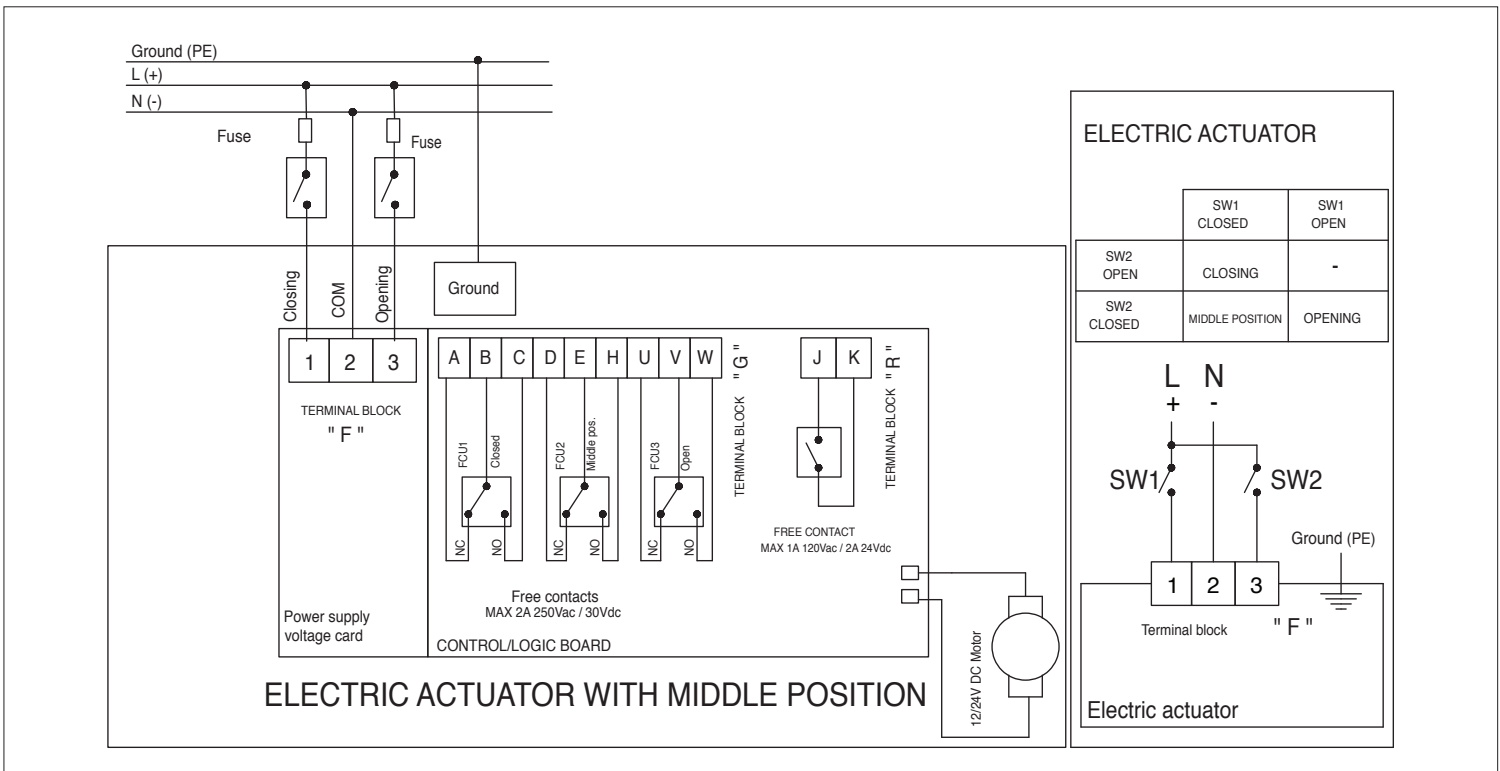 Ground (PE)
L (+)
N (-)
Fuse
Fuse
Closing
COM
Opening
Ground
1 2 3
TERMINAL BLOCK
" F "
A B C D E H U V W
TERMINAL BLOCK " G "
J K
TERMINAL BLOCK " R "
FCU1
Closed
FCU2
Middle pos.
FCU3
Open
NC
NO
NC
NO
NC
NO
Free contacts
MAX 2A 250Vac / 30Vdc
FREE CONTACT
MAX 1A 120Vac / 2A 24Vdc
Power supply
voltage card
CONTROL/LOGIC BOARD
12/24V DC Motor
ELECTRIC ACTUATOR WITH MIDDLE POSITION
ELECTRIC ACTUATOR
SW1
CLOSED
SW1
OPEN
SW2
OPEN
CLOSING
-
SW2
CLOSED
MIDDLE POSITION
OPENING
L N
+ -
SW1
SW2
Ground (PE)
1 2 3
Terminal block
" F "
Electric actuator